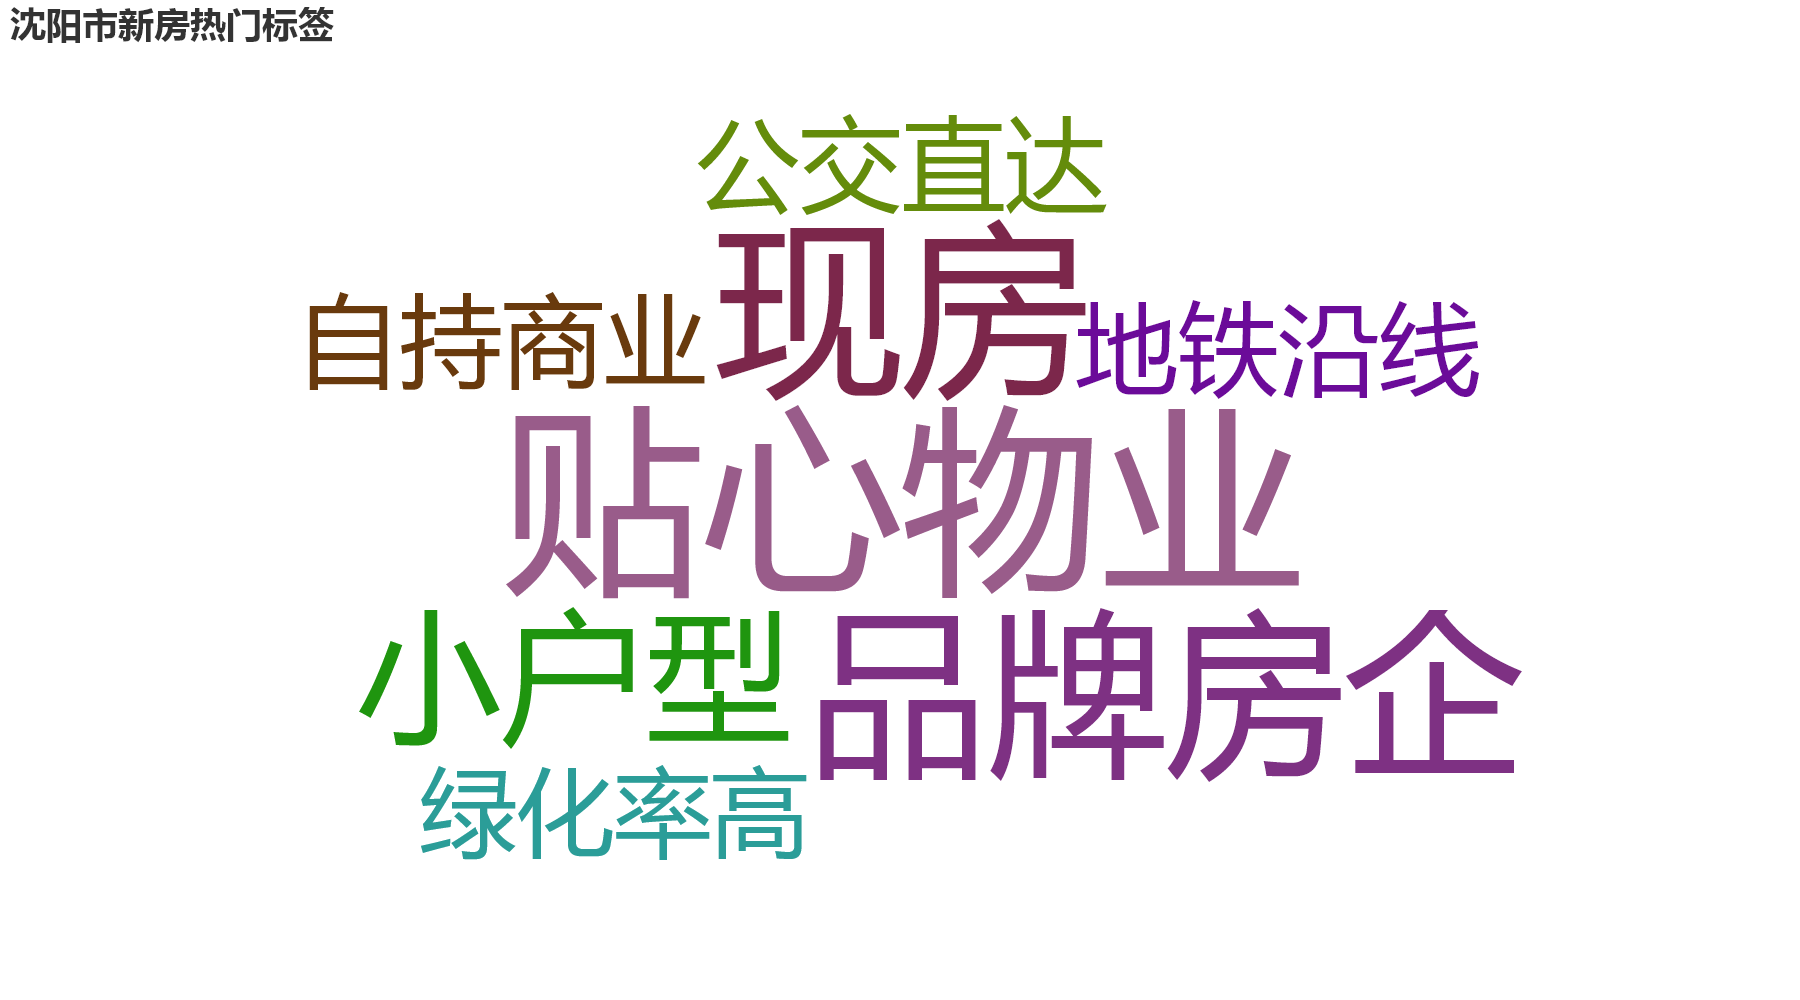 沈阳市新房热门标签
公交直达
现房
自持商业
地铁沿线
贴心物业
小户型
品牌房企
绿化率高